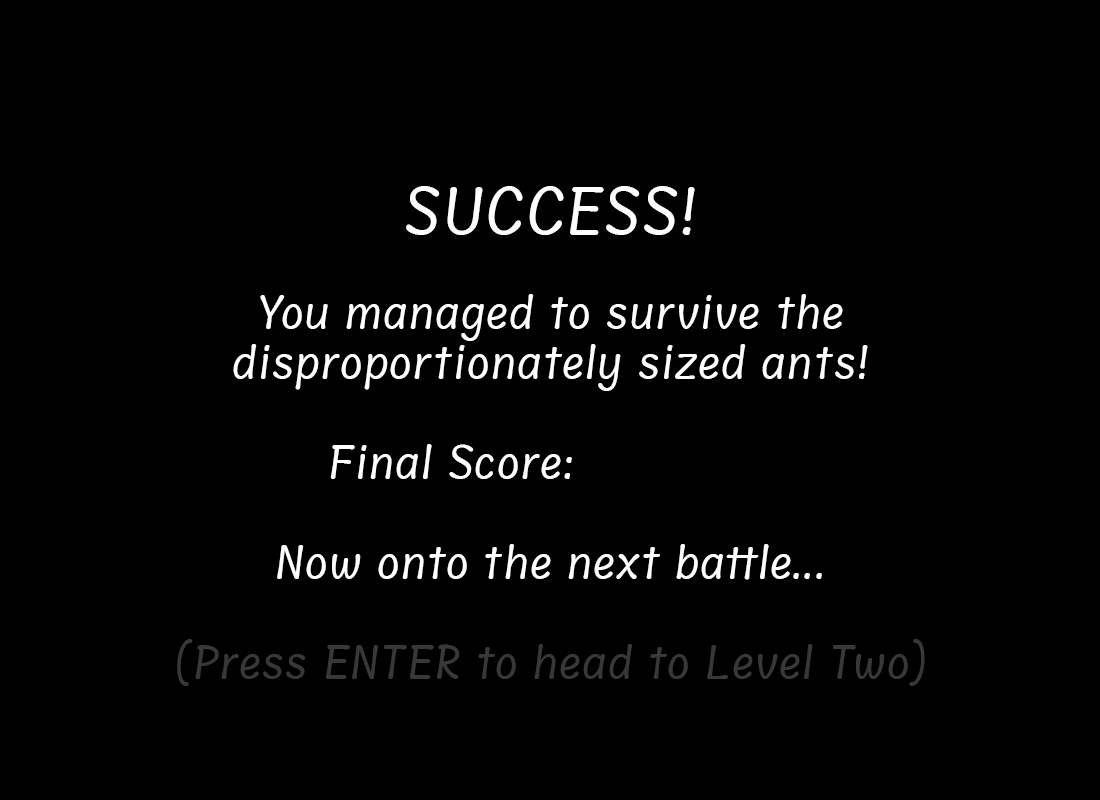 SUCCESS!
You managed to survive the
disproportionately sized ants!
Final Score:
Now onto the next battle...
(Press ENTER to head to Level Two)